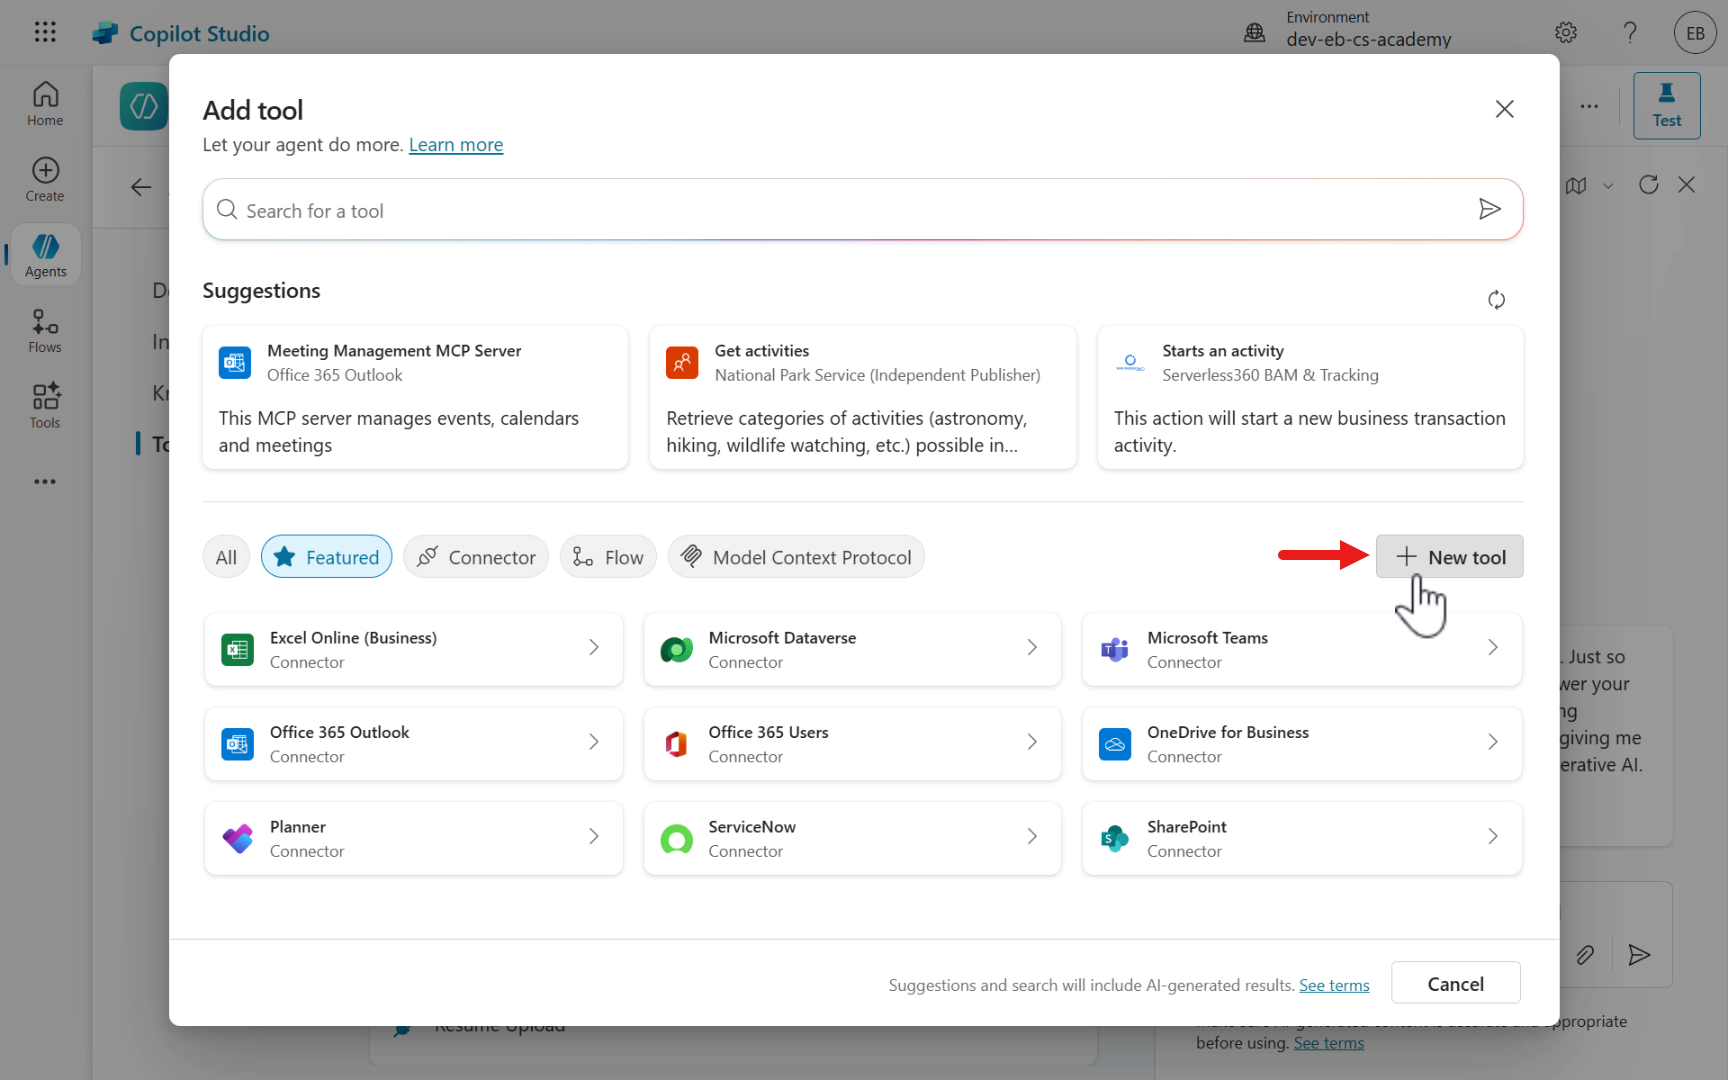 Copilot Studio
Environment
dev-eb-cs-academy
EB
Home
Create
Agents
Flows
Tools
Test
Add tool
Let your agent do more. Learn more
Search for a tool
Suggestions
Meeting Management MCP Server
Office 365 Outlook
This MCP server manages events, calendars
and meetings
Get activities
National Park Service (Independent Publisher)
Retrieve categories of activities (astronomy,
hiking, wildlife watching, etc.) possible in...
Starts an activity
Serverless360 BAM & Tracking
This action will start a new business transaction
activity.
All
Featured
Connector
Flow
Model Context Protocol
New tool
Excel Online (Business)
Connector
Microsoft Dataverse
Connector
Microsoft Teams
Connector
Office 365 Outlook
Connector
Office 365 Users
Connector
OneDrive for Business
Connector
Planner
Connector
ServiceNow
Connector
SharePoint
Connector
Suggestions and search will include AI-generated results. See terms
Cancel
. Just so
your
giving me
AI.
Resume Upload
before using. See terms